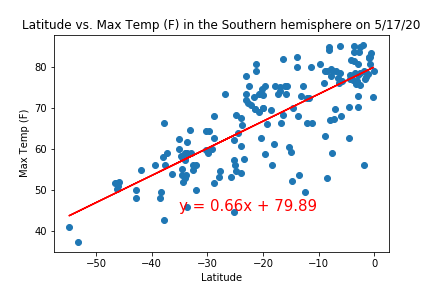 Latitude vs. Max Temp (F) in the Southern hemisphere on 5/17/20
Max Temp (F)
80
70
60
50
40
y = 0.66x + 79.89
−50
−40
−30
−20
−10
0
Latitude